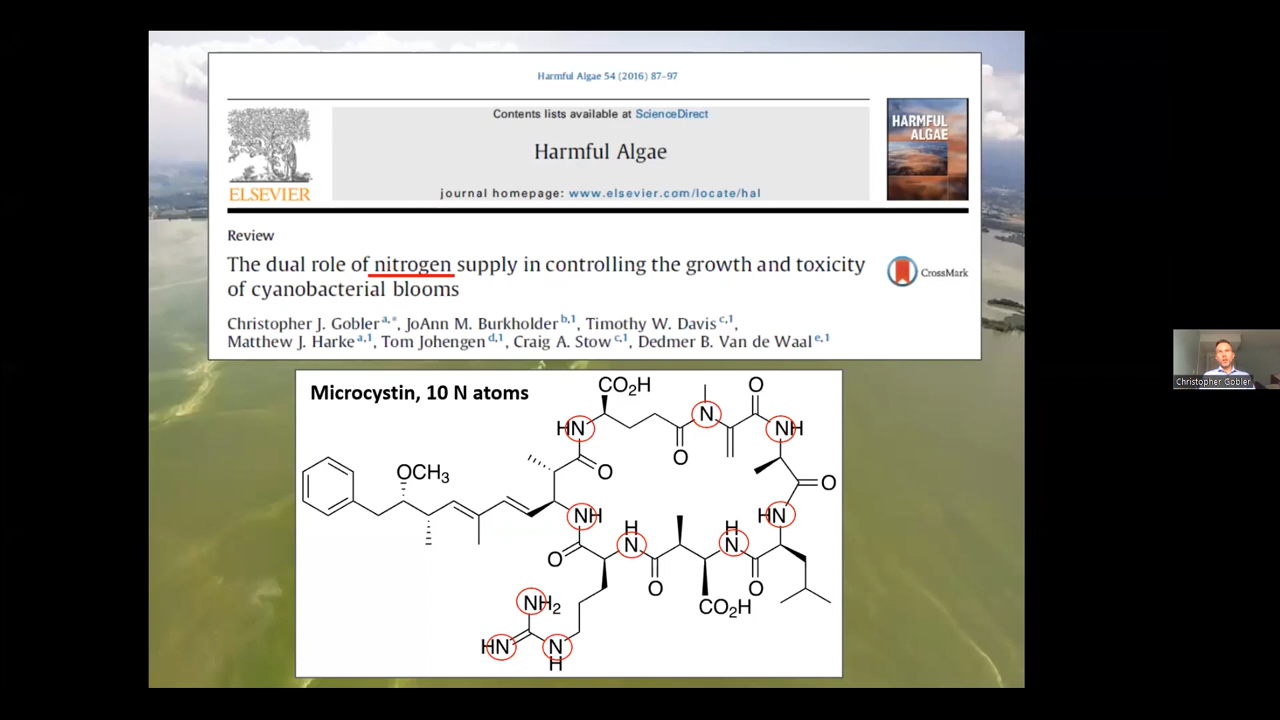 Harmful Algae 54 (2016) 87–97
Contents lists available at ScienceDirect
Harmful Algae
journal homepage: www.elsevier.com/locate/hal
ELSEVIER
HARMFUL
ALGAE
Review
The dual role of nitrogen supply in controlling the growth and toxicity
of cyanobacterial blooms
CrossMark
Christopher J. Gobler a,*, JoAnn M. Burkholder b,1, Timothy W. Davis c,1,
Matthew J. Harke a,1, Tom Johengen d,1, Craig A. Stow c,1, Dedmer B. Van de Waal e,1
Microcystin, 10 N atoms
CO2H
O
HN
N
NH
O
O
OCH3
O
NH
H
N
H
N
HN
O
O
O
CO2H
NH2
HN
N
H
Christopher Gobler